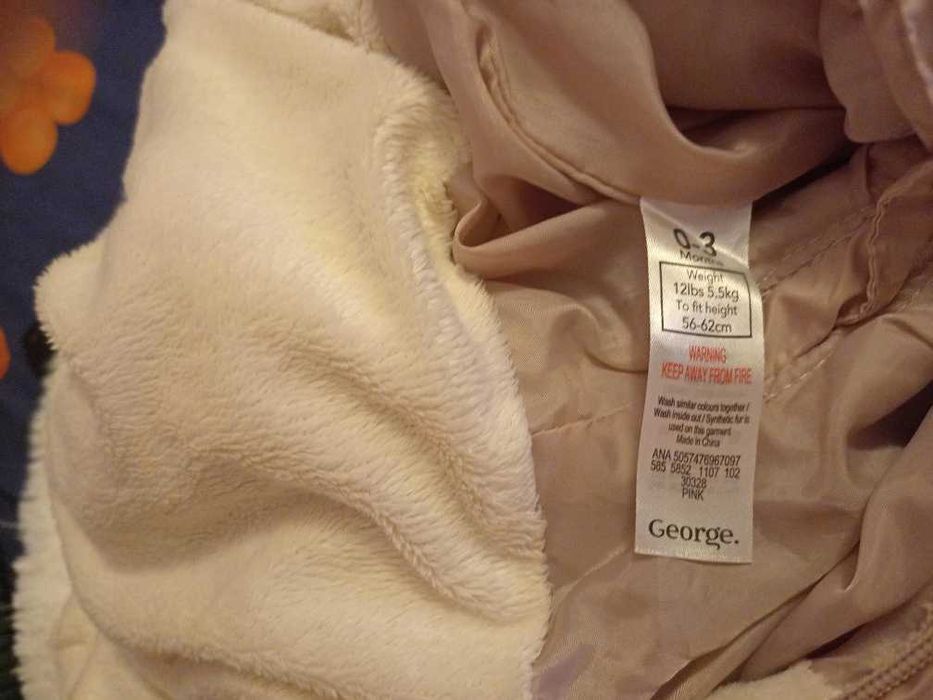 0-3
Months
Weight
12lbs 5.5kg
To fit height
56-62cm
WARNING
KEEP AWAY FROM FIRE
Wash similar colours together /
Wash inside out / Synthetic fur is
used on this garment
Made in China
ANA 5057476967097
585 5852 1107 102
30328
PINK
George.